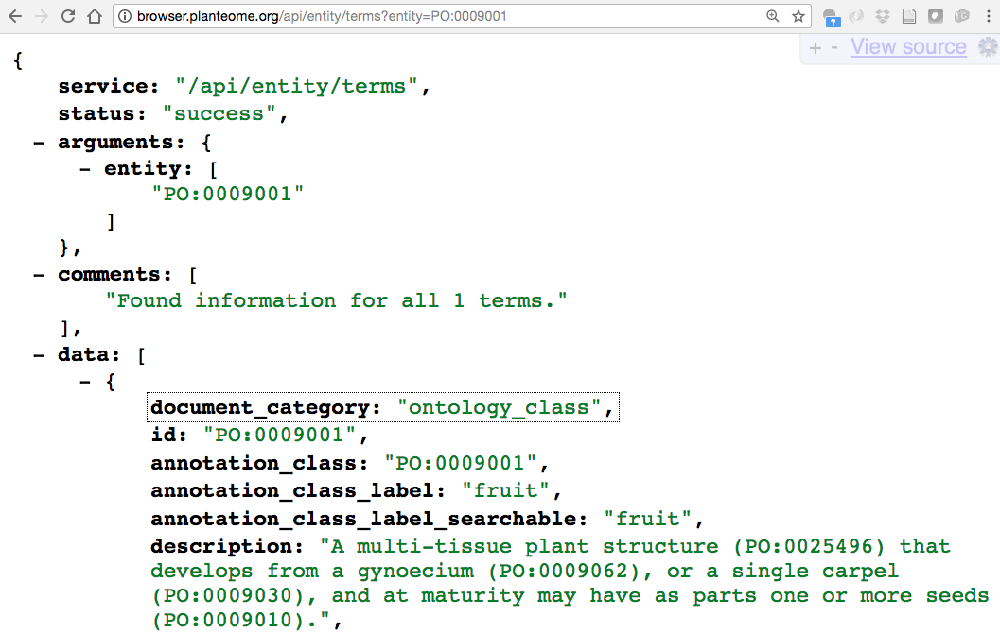 browser.planteome.org/api/entity/terms?entity=PO:0009001
?
+ - View source
{
service: "/api/entity/terms",
status: "success",
- arguments: {
- entity: [
"PO:0009001"
]
},
- comments: [
"Found information for all 1 terms."
],
- data: [
- {
document_category: "ontology_class",
id: "PO:0009001",
annotation_class: "PO:0009001",
annotation_class_label: "fruit",
annotation_class_label_searchable: "fruit",
description: "A multi-tissue plant structure (PO:0025496) that
develops from a gynoecium (PO:0009062), or a single carpel
(PO:0009030), and at maturity may have as parts one or more seeds
(PO:0009010).",